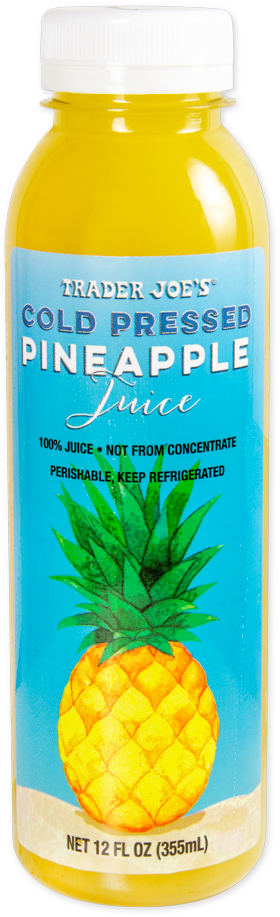 TRADER JOE'S®
COLD PRESSED
PINEAPPLE
Juice
100% JUICE • NOT FROM CONCENTRATE
PERISHABLE, KEEP REFRIGERATED
NET 12 FL OZ (355mL)